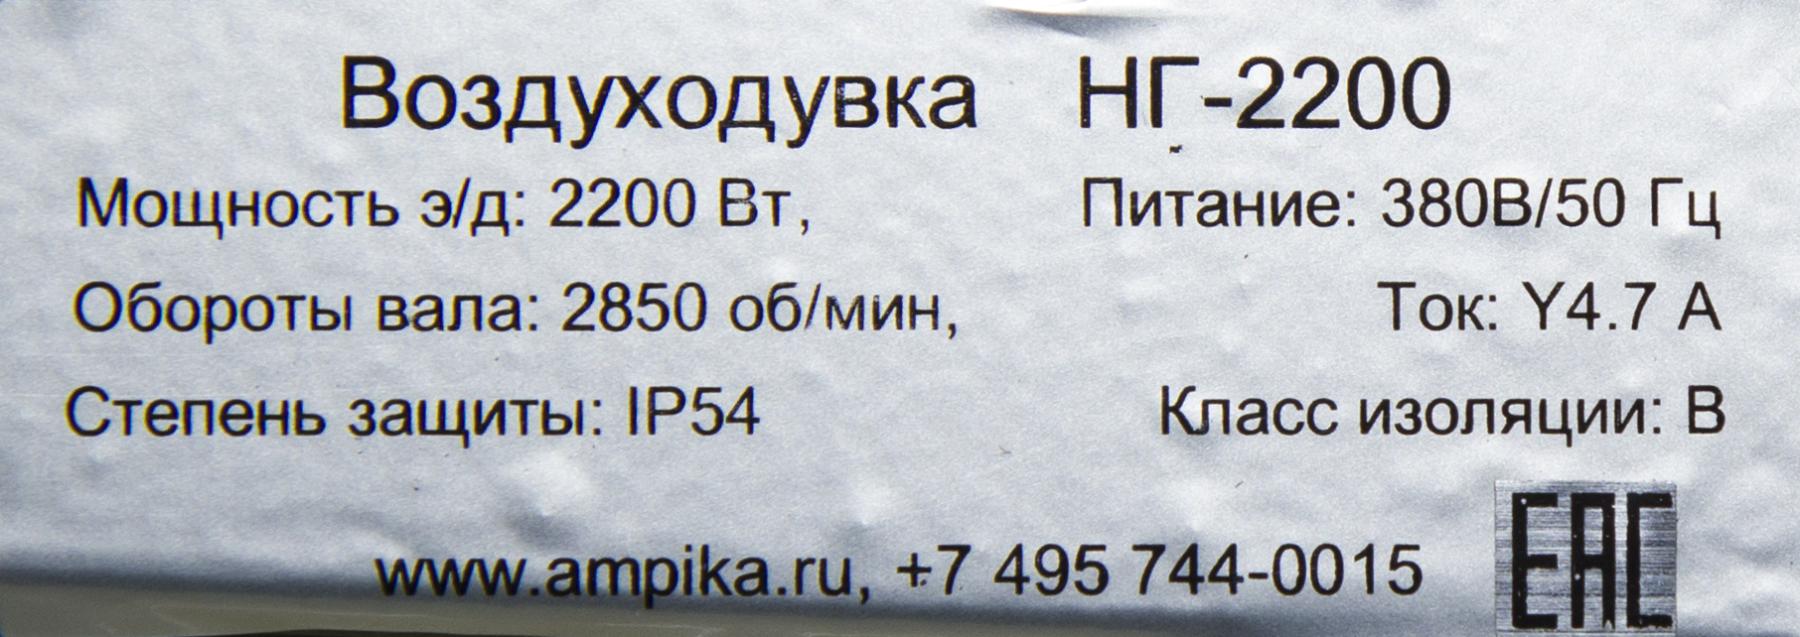 Воздуходувка НГ-2200
Мощность э/д: 2200 Вт, Питание: 380В/50 Гц
Обороты вала: 2850 об/мин, Ток: Y4.7 А
Степень защиты: IP54 Класс изоляции: В
www.ampika.ru, +7 495 744-0015 ЕАС